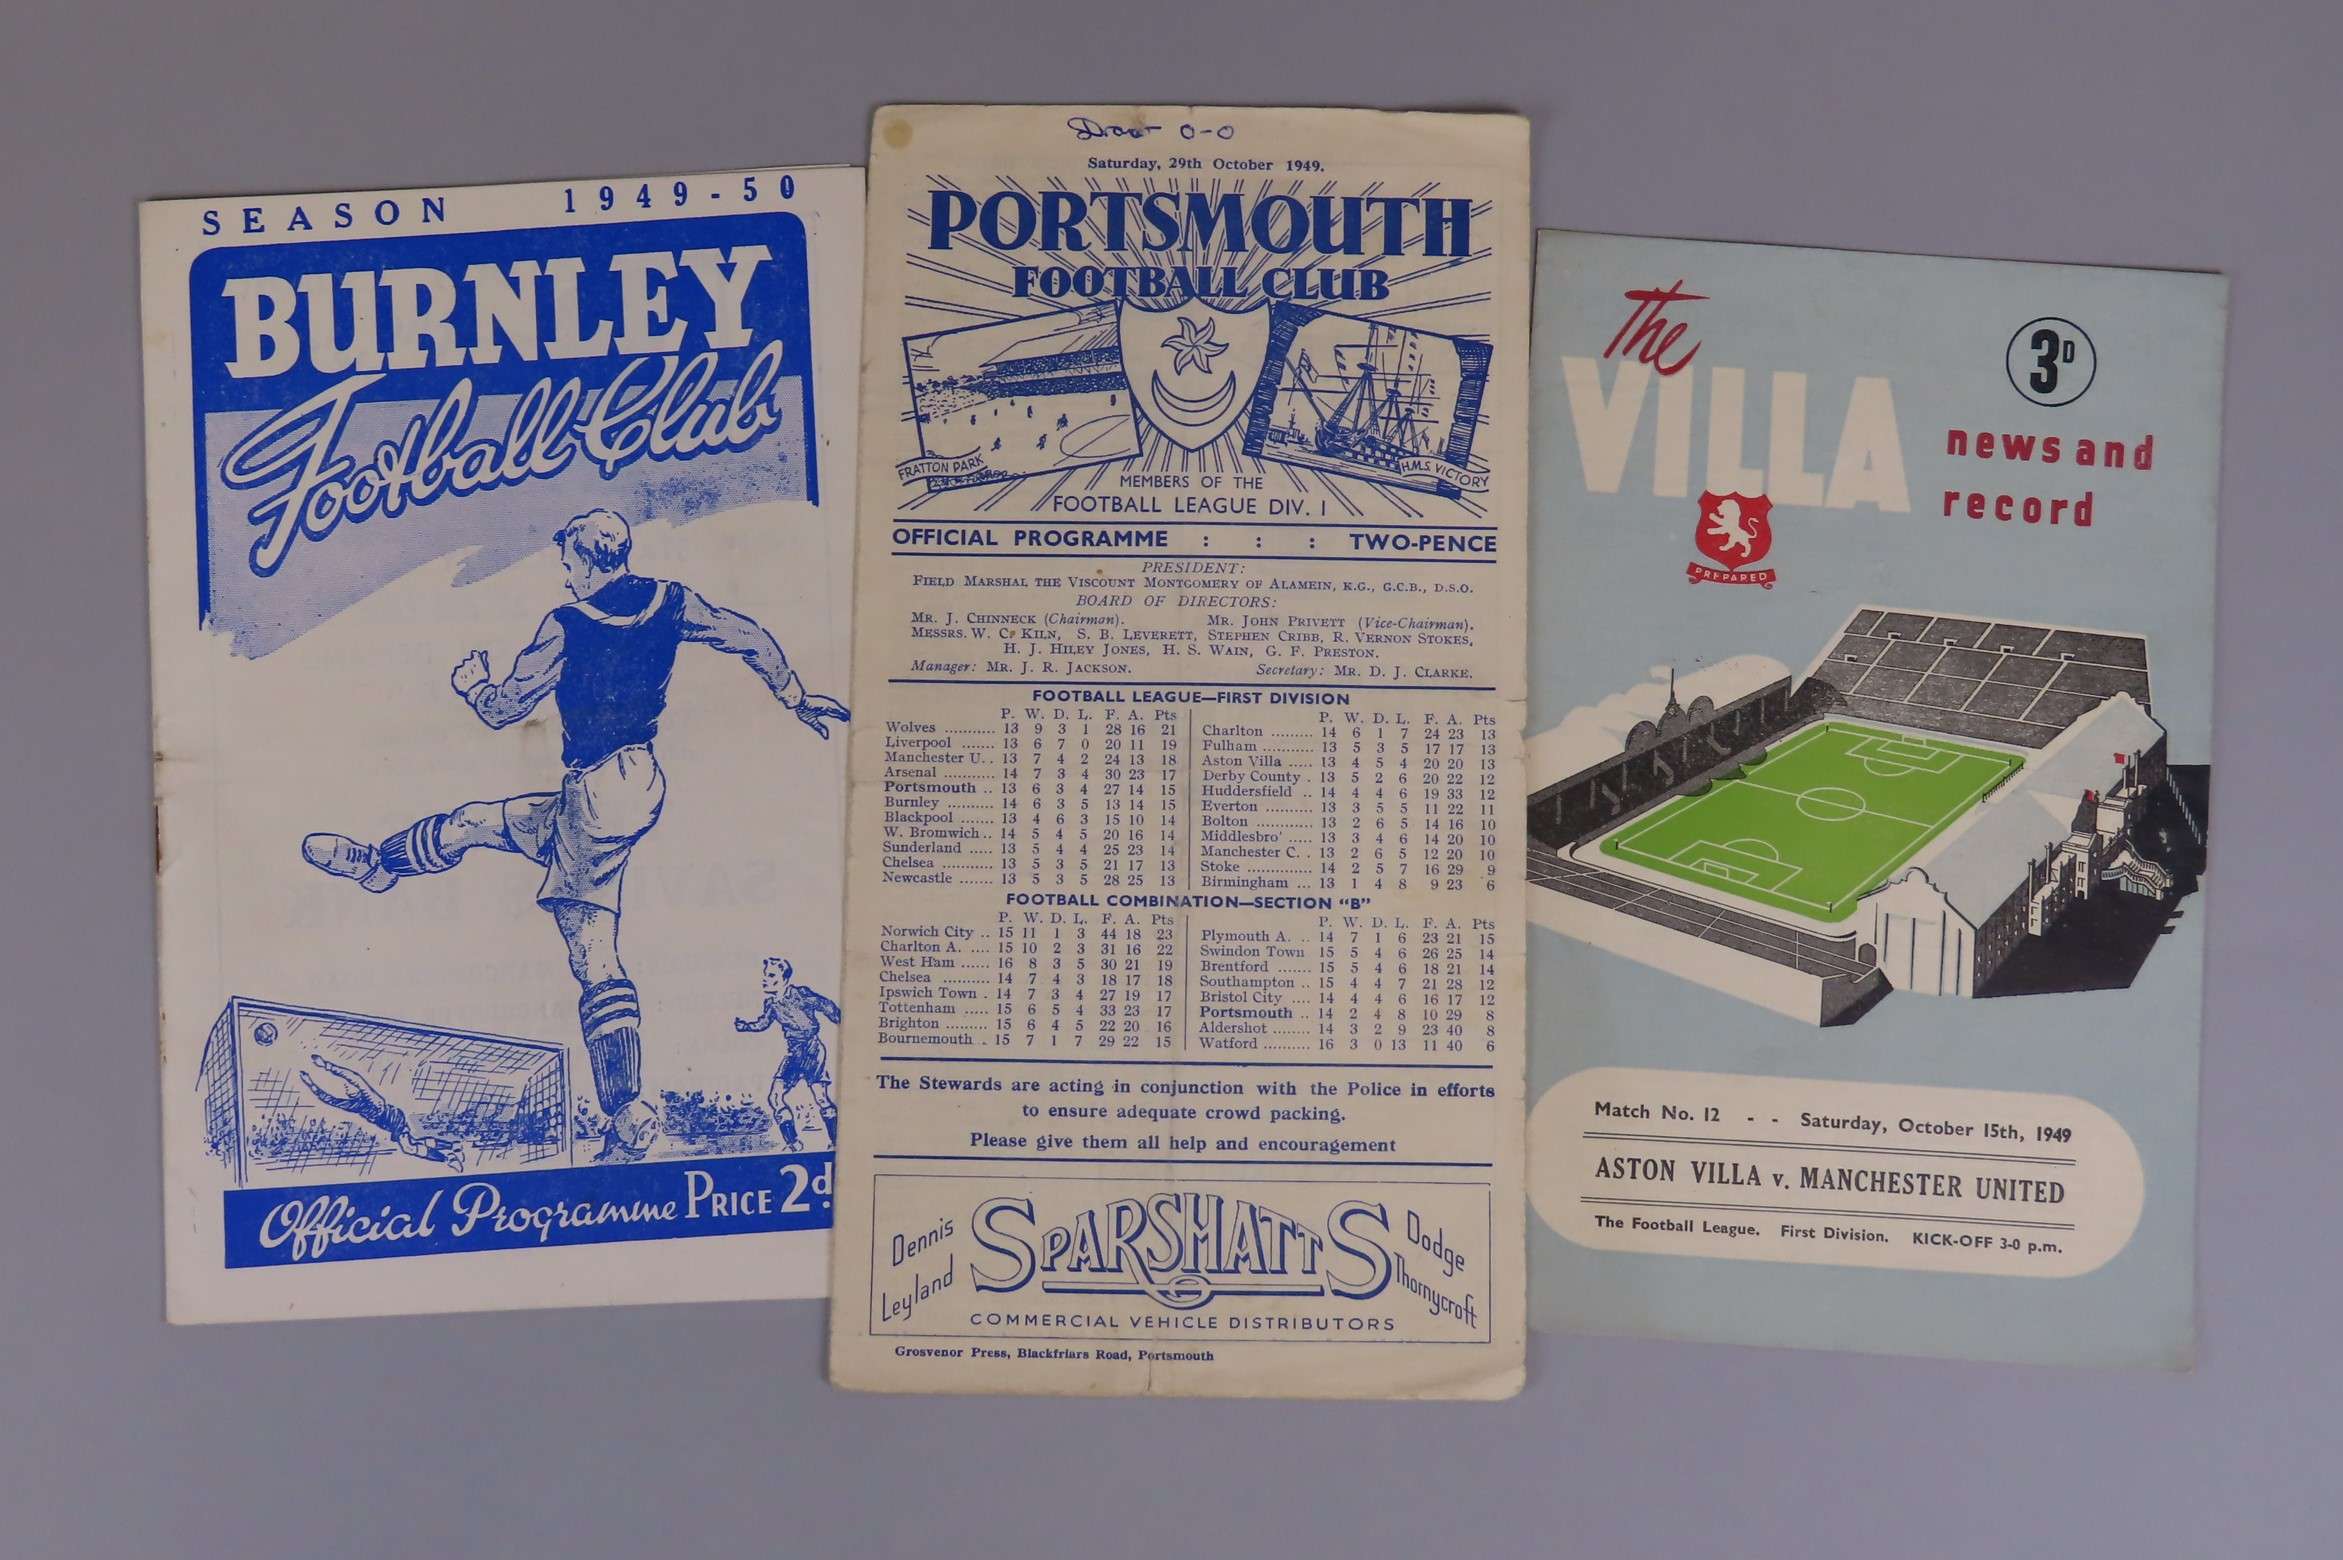 SEASON 1949-50
BURNLEY
Football Club
Official Programme PRICE 2d.
Draw 0-0
Saturday, 29th October 1949.
PORTSMOUTH
FOOTBALL CLUB
FRATTON PARK
H.M.S. VICTORY
MEMBERS OF THE
FOOTBALL LEAGUE DIV. I
OFFICIAL PROGRAMME : : : TWO-PENCE
PRESIDENT:
FIELD MARSHAL THE VISCOUNT MONTGOMERY OF ALAMEIN, K.G., G.C.B., D.S.O.
BOARD OF DIRECTORS:
MR. J. CHINNECK (Chairman). MR. JOHN PRIVETT (Vice-Chairman).
MESSRS. W. C. KILN, S. B. LEVERETT, STEPHEN CRIBB, R. VERNON STOKES,
H. J. HILEY JONES, H. S. WAIN, G. F. PRESTON.
Manager: MR. J. R. JACKSON. Secretary: MR. D. J. CLARKE.
FOOTBALL LEAGUE—FIRST DIVISION
P. W. D. L. F. A. Pts
Wolves ........... 13 9 3 1 28 16 21
Liverpool ....... 13 6 7 0 20 11 19
Manchester U. . 13 7 4 2 24 13 18
Arsenal ........... 14 7 3 4 30 23 17
Portsmouth .. 13 6 3 4 27 14 15
Burnley .......... 14 6 3 5 13 14 15
Blackpool ....... 13 4 6 3 15 10 14
W. Bromwich .. 14 5 4 5 20 16 14
Sunderland ..... 13 5 4 4 25 23 14
Chelsea ........... 13 5 3 5 21 17 13
Newcastle ....... 13 5 3 5 28 25 13
P. W. D. L. F. A. Pts
Charlton ......... 14 6 1 7 24 23 13
Fulham ........... 13 5 3 5 17 17 13
Aston Villa ..... 13 4 5 4 20 20 13
Derby County . 13 5 2 6 20 22 12
Huddersfield .. 14 4 4 6 19 33 12
Everton .......... 13 3 5 5 11 22 11
Bolton ............ 13 2 6 5 14 16 10
Middlesbro' ..... 13 3 4 6 14 20 10
Manchester C. . 13 2 6 5 12 20 10
Stoke .............. 14 2 5 7 16 29 9
Birmingham ... 13 1 4 8 9 23 6
FOOTBALL COMBINATION—SECTION "B"
P. W. D. L. F. A. Pts
Norwich City .. 15 11 1 3 44 18 23
Charlton A. ..... 15 10 2 3 31 16 22
West Ham ...... 16 8 3 5 30 21 19
Chelsea .......... 14 7 4 3 18 17 18
Ipswich Town . 14 7 3 4 27 19 17
Tottenham ..... 15 6 5 4 33 23 17
Brighton ......... 15 6 4 5 22 20 16
Bournemouth . 15 7 1 7 29 22 15
P. W. D. L. F. A. Pts
Plymouth A. .. 14 7 1 6 23 21 15
Swindon Town 15 5 4 6 26 25 14
Brentford ....... 15 5 4 6 18 21 14
Southampton .. 15 4 4 7 21 28 12
Bristol City .... 14 4 4 6 16 17 12
Portsmouth .. 14 2 4 8 10 29 8
Aldershot ........ 14 3 2 9 23 40 8
Watford .......... 16 3 0 13 11 40 6
The Stewards are acting in conjunction with the Police in efforts
to ensure adequate crowd packing.
Please give them all help and encouragement
Dennis
Leyland
SPARSHATTS
Dodge
Thornycroft
COMMERCIAL VEHICLE DISTRIBUTORS
Grosvenor Press, Blackfriars Road, Portsmouth
The
VILLA
3D
news and
record
PREPARED
Match No. 12 - - Saturday, October 15th, 1949
ASTON VILLA v. MANCHESTER UNITED
The Football League. First Division. KICK-OFF 3-0 p.m.